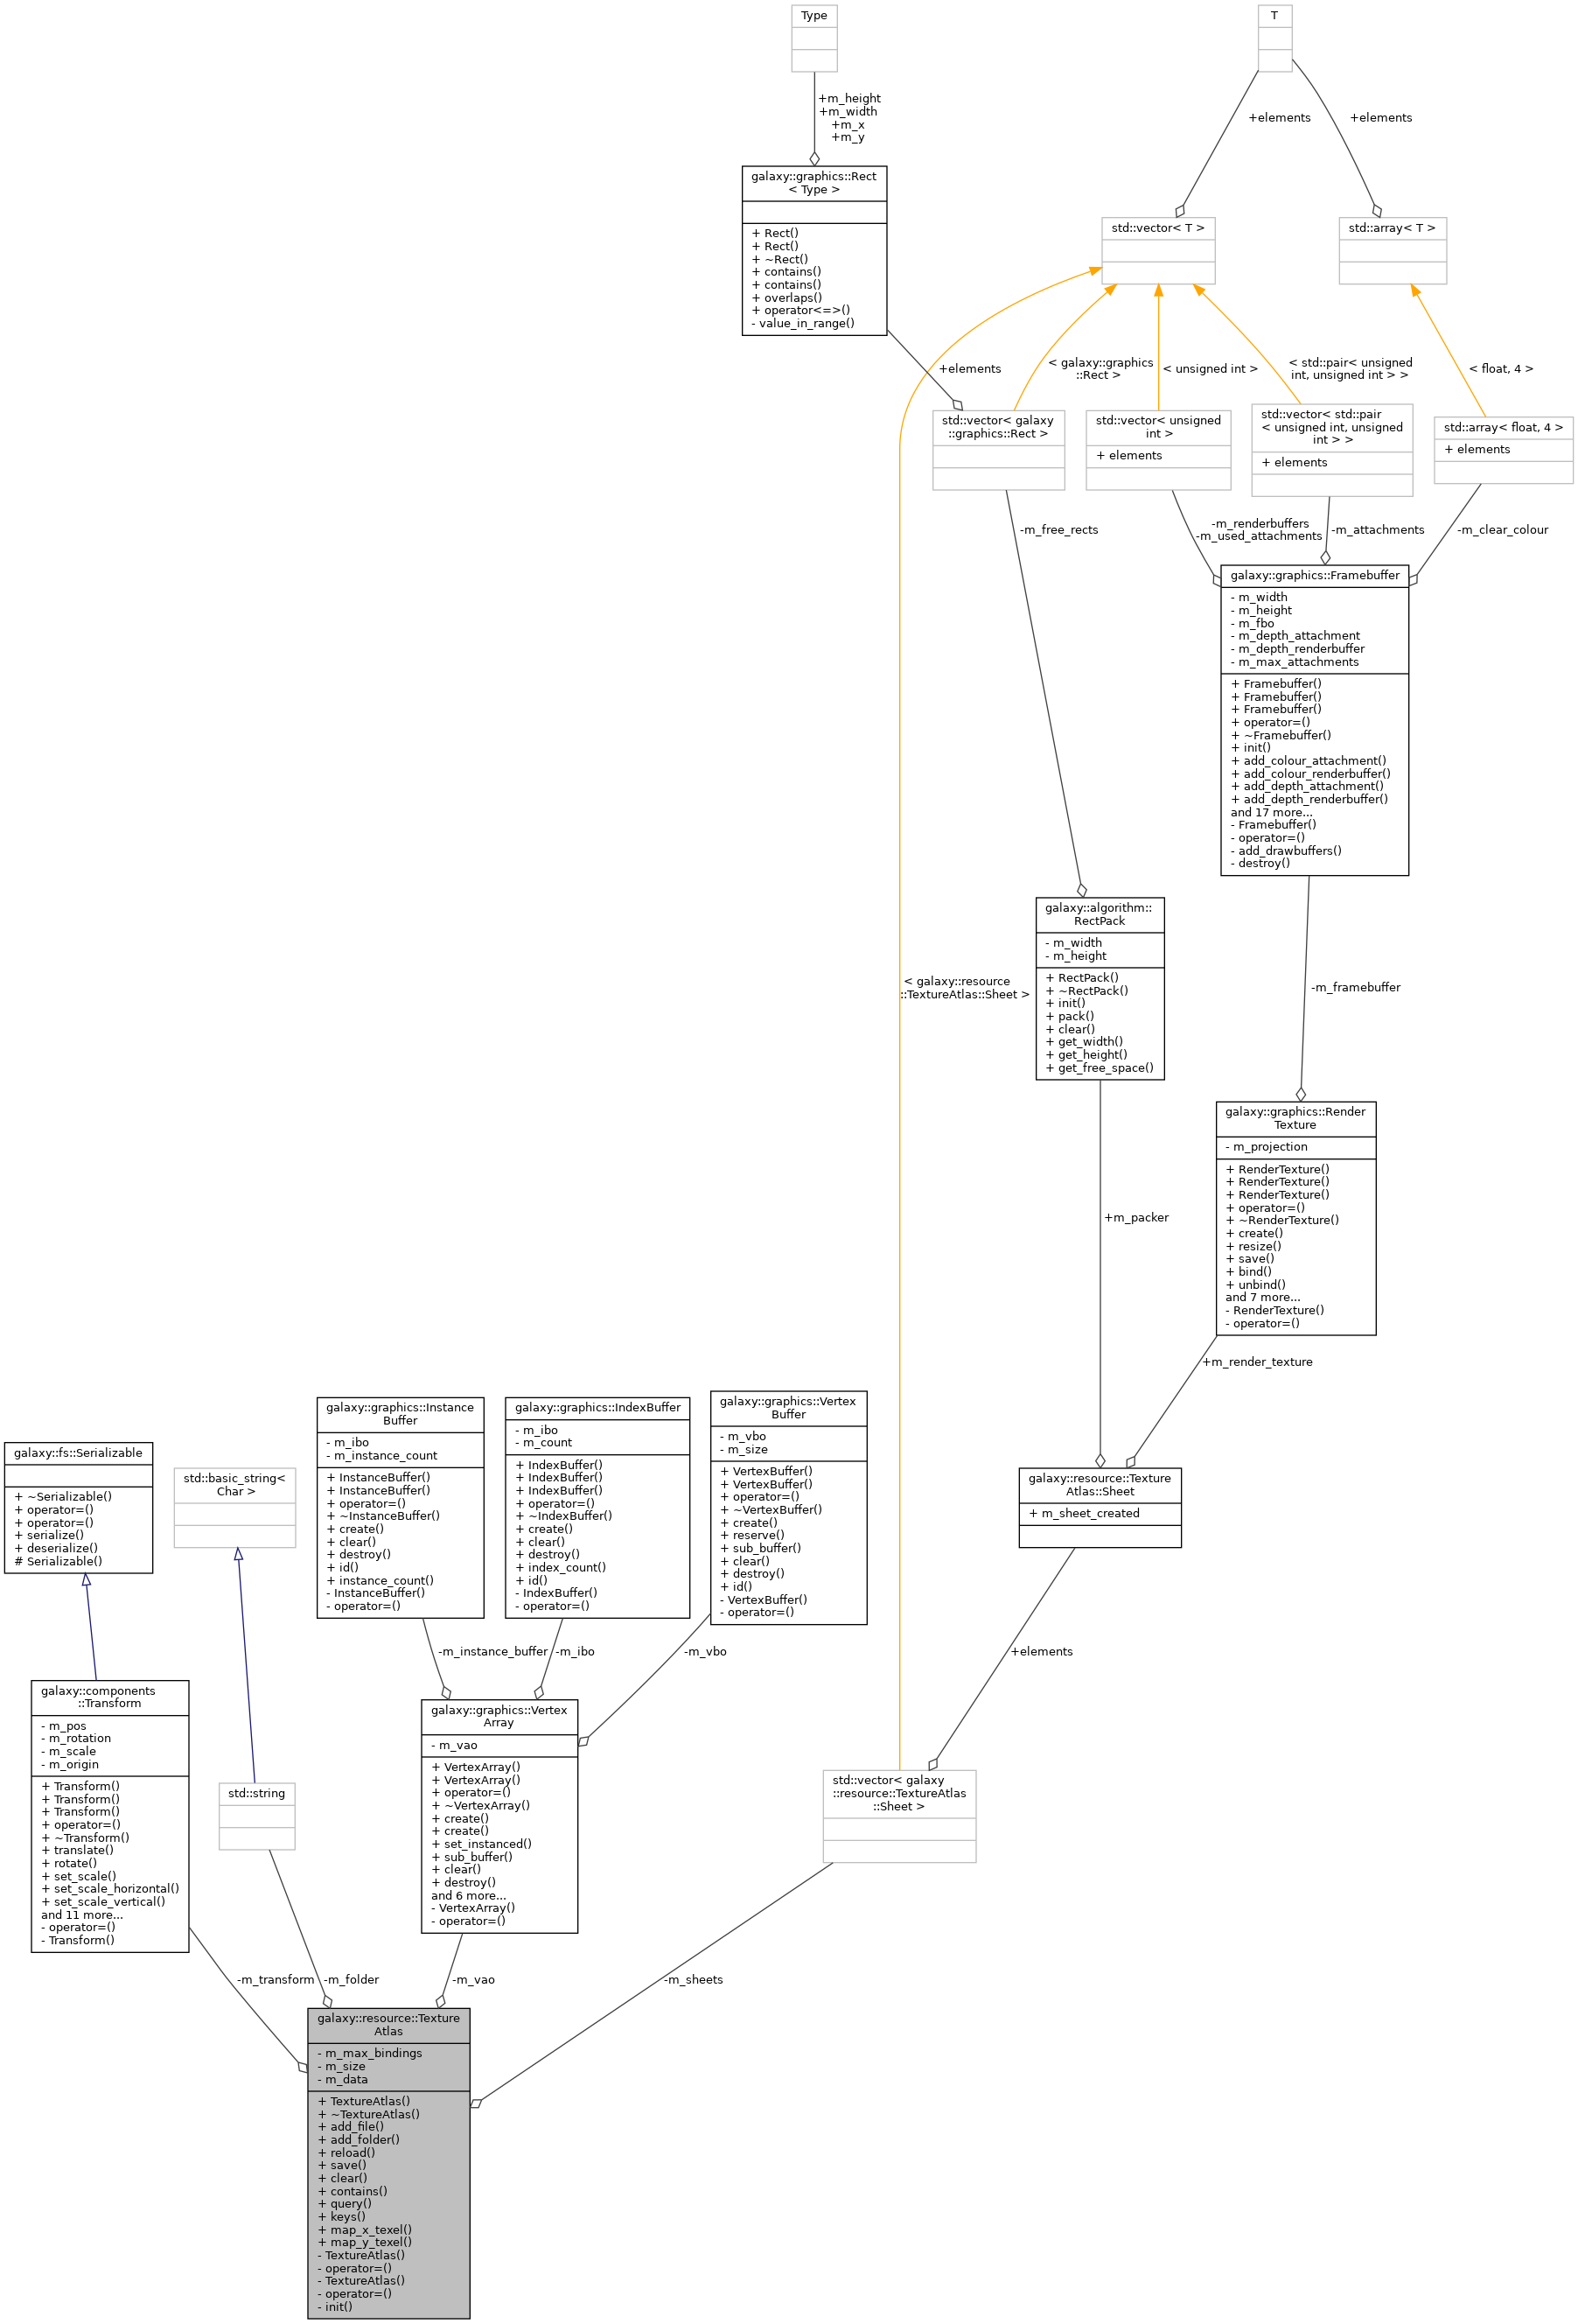 Type
T
+m_height
+m_width
+m_x
+m_y
+elements
+elements
galaxy::graphics::Rect
< Type >
+ Rect()
+ Rect()
+ ~Rect()
+ contains()
+ contains()
+ overlaps()
+ operator<=>()
- value_in_range()
std::vector< T >
std::array< T >
+elements
< galaxy::graphics
::Rect >
< unsigned int >
< std::pair< unsigned
int, unsigned int > >
< float, 4 >
std::vector< galaxy
::graphics::Rect >
std::vector< unsigned
int >
+ elements
std::vector< std::pair
< unsigned int, unsigned
int > >
+ elements
std::array< float, 4 >
+ elements
-m_free_rects
-m_renderbuffers
-m_used_attachments
-m_attachments
-m_clear_colour
galaxy::graphics::Framebuffer
- m_width
- m_height
- m_fbo
- m_depth_attachment
- m_depth_renderbuffer
- m_max_attachments
+ Framebuffer()
+ Framebuffer()
+ Framebuffer()
+ operator=()
+ ~Framebuffer()
+ init()
+ add_colour_attachment()
+ add_colour_renderbuffer()
+ add_depth_attachment()
+ add_depth_renderbuffer()
and 17 more...
- Framebuffer()
- operator=()
- add_drawbuffers()
- destroy()
galaxy::algorithm::
RectPack
- m_width
- m_height
+ RectPack()
+ ~RectPack()
+ init()
+ pack()
+ clear()
+ get_width()
+ get_height()
+ get_free_space()
< galaxy::resource
::TextureAtlas::Sheet >
-m_framebuffer
galaxy::graphics::Render
Texture
- m_projection
+ RenderTexture()
+ RenderTexture()
+ RenderTexture()
+ operator=()
+ ~RenderTexture()
+ create()
+ resize()
+ save()
+ bind()
+ unbind()
and 7 more...
- RenderTexture()
- operator=()
+m_packer
+m_render_texture
galaxy::fs::Serializable
+ ~Serializable()
+ operator=()
+ operator=()
+ serialize()
+ deserialize()
# Serializable()
std::basic_string<
Char >
galaxy::graphics::Instance
Buffer
- m_ibo
- m_instance_count
+ InstanceBuffer()
+ InstanceBuffer()
+ operator=()
+ ~InstanceBuffer()
+ create()
+ clear()
+ destroy()
+ id()
+ instance_count()
- InstanceBuffer()
- operator=()
galaxy::graphics::IndexBuffer
- m_ibo
- m_count
+ IndexBuffer()
+ IndexBuffer()
+ IndexBuffer()
+ operator=()
+ ~IndexBuffer()
+ create()
+ clear()
+ destroy()
+ index_count()
+ id()
- IndexBuffer()
- operator=()
galaxy::graphics::Vertex
Buffer
- m_vbo
- m_size
+ VertexBuffer()
+ VertexBuffer()
+ operator=()
+ ~VertexBuffer()
+ create()
+ reserve()
+ sub_buffer()
+ clear()
+ destroy()
+ id()
- VertexBuffer()
- operator=()
galaxy::resource::Texture
Atlas::Sheet
+ m_sheet_created
-m_instance_buffer
-m_ibo
-m_vbo
+elements
galaxy::components
::Transform
- m_pos
- m_rotation
- m_scale
- m_origin
+ Transform()
+ Transform()
+ Transform()
+ operator=()
+ ~Transform()
+ translate()
+ rotate()
+ set_scale()
+ set_scale_horizontal()
+ set_scale_vertical()
and 11 more...
- operator=()
- Transform()
std::string
galaxy::graphics::Vertex
Array
- m_vao
+ VertexArray()
+ VertexArray()
+ operator=()
+ ~VertexArray()
+ create()
+ create()
+ set_instanced()
+ sub_buffer()
+ clear()
+ destroy()
and 6 more...
- VertexArray()
- operator=()
std::vector< galaxy
::resource::TextureAtlas
::Sheet >
-m_transform
-m_folder
-m_vao
-m_sheets
galaxy::resource::Texture
Atlas
- m_max_bindings
- m_size
- m_data
+ TextureAtlas()
+ ~TextureAtlas()
+ add_file()
+ add_folder()
+ reload()
+ save()
+ clear()
+ contains()
+ query()
+ keys()
+ map_x_texel()
+ map_y_texel()
- TextureAtlas()
- operator=()
- TextureAtlas()
- operator=()
- init()